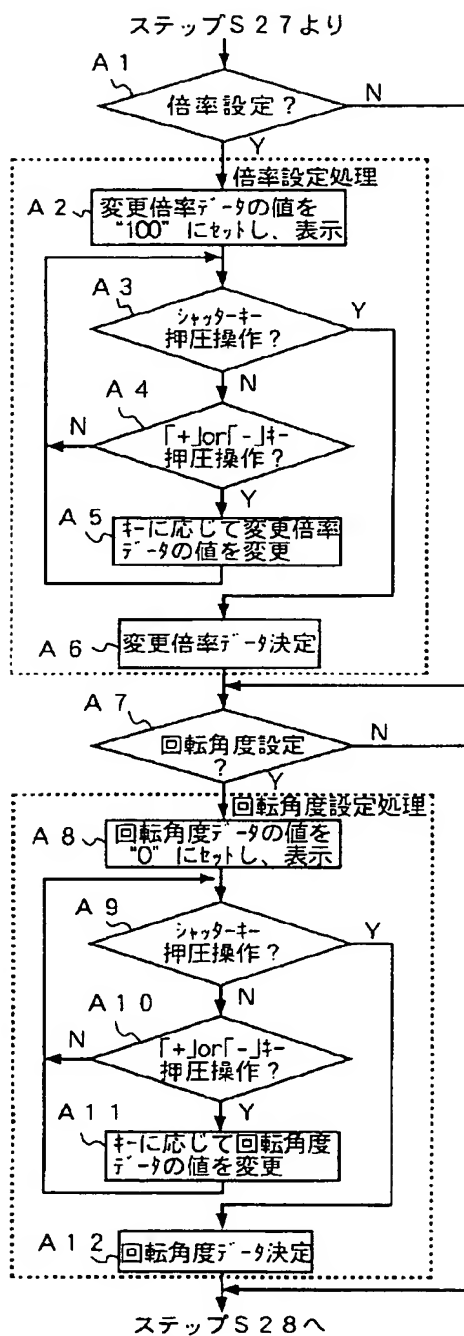 ステップS27より
A1
倍率設定？
N
Y
倍率設定処理
A2
変更倍率ﾃﾞｰﾀの値を
"100"にｾｯﾄし、表示
A3
ｼｬｯﾀｰｷｰ
押圧操作？
Y
N
A4
｢+｣or｢-｣ｷｰ
押圧操作？
N
Y
A5
ｷｰに応じて変更倍率
ﾃﾞｰﾀの値を変更
A6
変更倍率ﾃﾞｰﾀ決定
A7
回転角度設定
？
N
Y
回転角度設定処理
A8
回転角度ﾃﾞｰﾀの値を
"0"にｾｯﾄし、表示
A9
ｼｬｯﾀｰｷｰ
押圧操作？
Y
N
A10
｢+｣or｢-｣ｷｰ
押圧操作？
N
Y
A11
ｷｰに応じて回転角度
ﾃﾞｰﾀの値を変更
A12
回転角度ﾃﾞｰﾀ決定
ステップS28へ